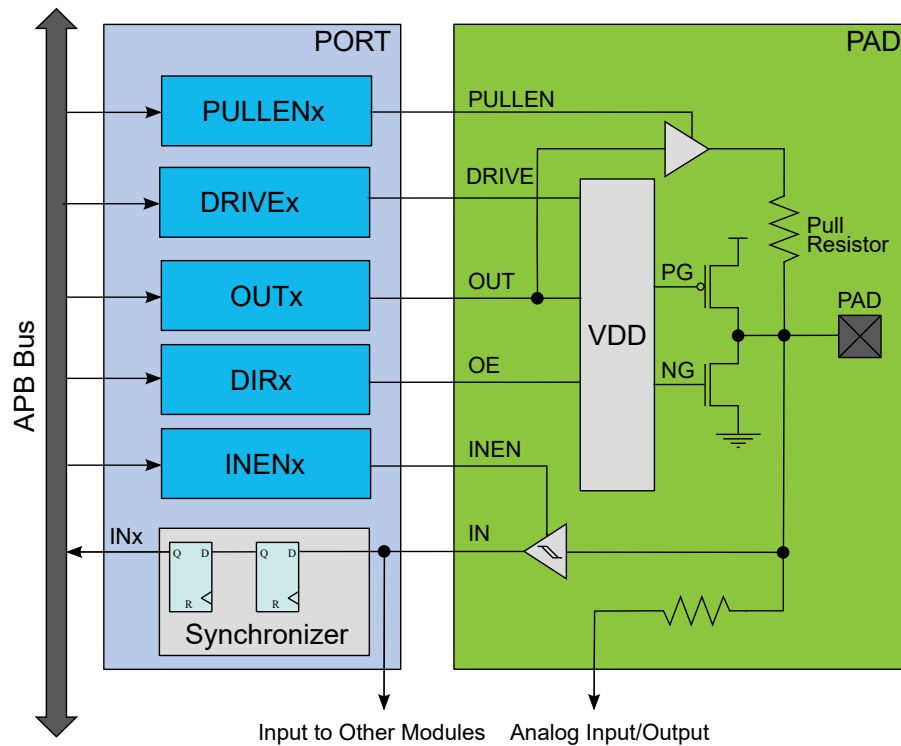 PORT
PAD
APB Bus
PULLENx
PULLEN
DRIVEx
DRIVE
Pull
Resistor
OUTx
OUT
PG
PAD
VDD
DIRx
OE
NG
INENx
INEN
INx
IN
Q D
R
Q D
R
Synchronizer
Input to Other Modules
Analog Input/Output